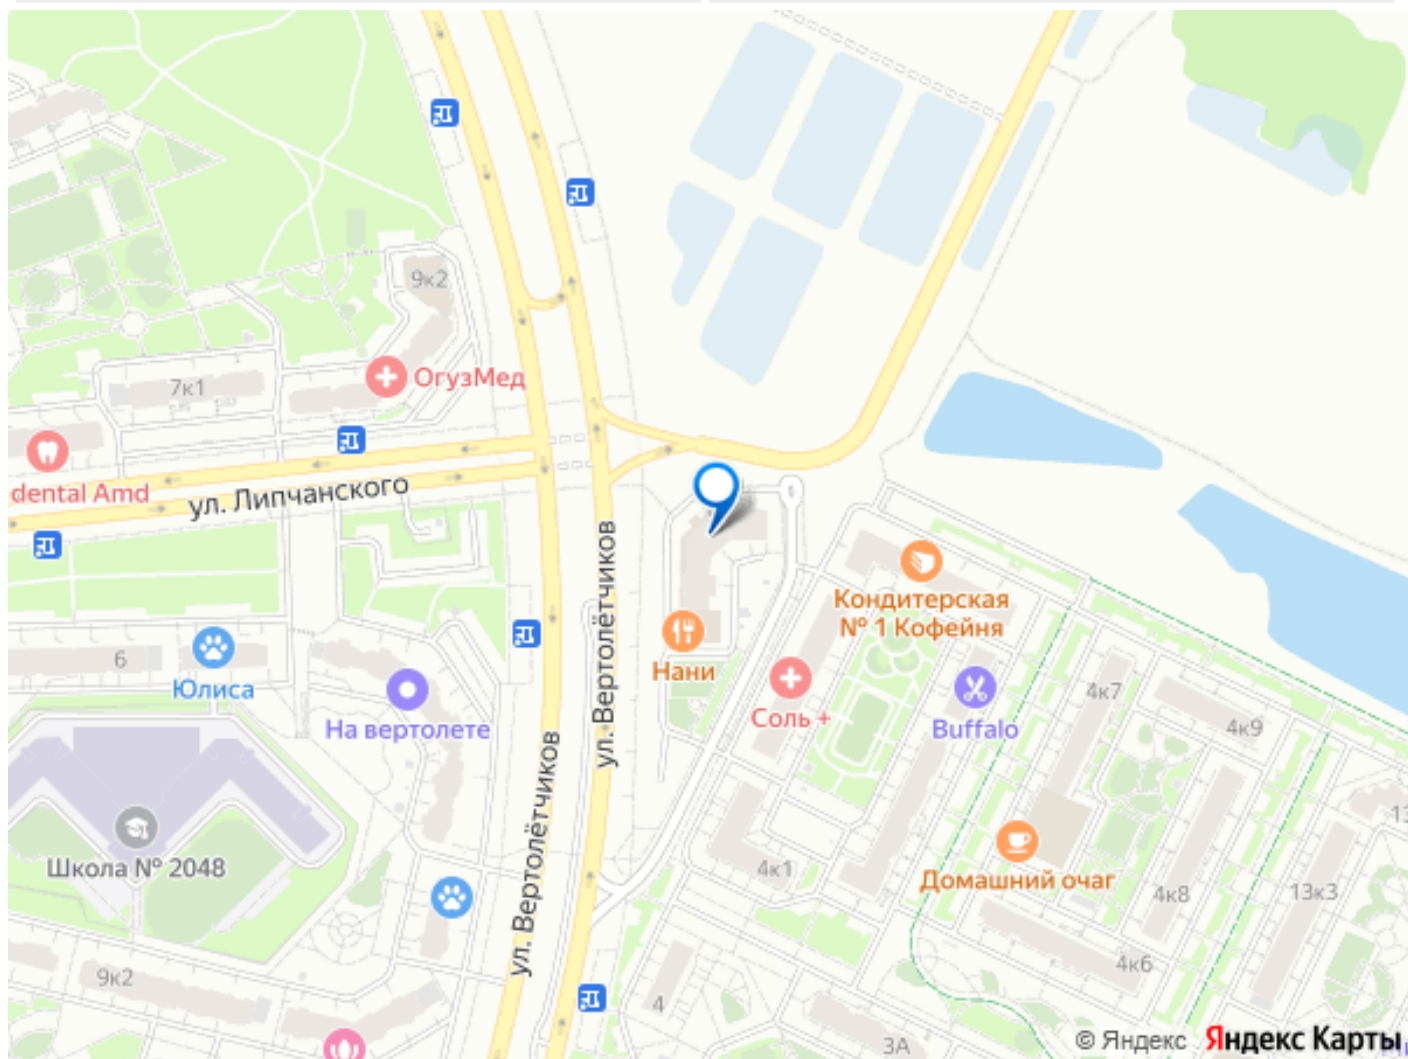 9к2
7к1
ОгузМед
dental Amd
ул. Липчанского
ул. Вертолётчиков
Кондитерская
№ 1 Кофейня
Нани
6
Юлиса
На вертолете
Соль +
Buffalo
4к7
4к9
ул. Вертолётчиков
Школа № 2048
4к1
Домашний очаг
4к8
13к3
13
9к2
4к6
4
3А
© Яндекс Яндекс Карты